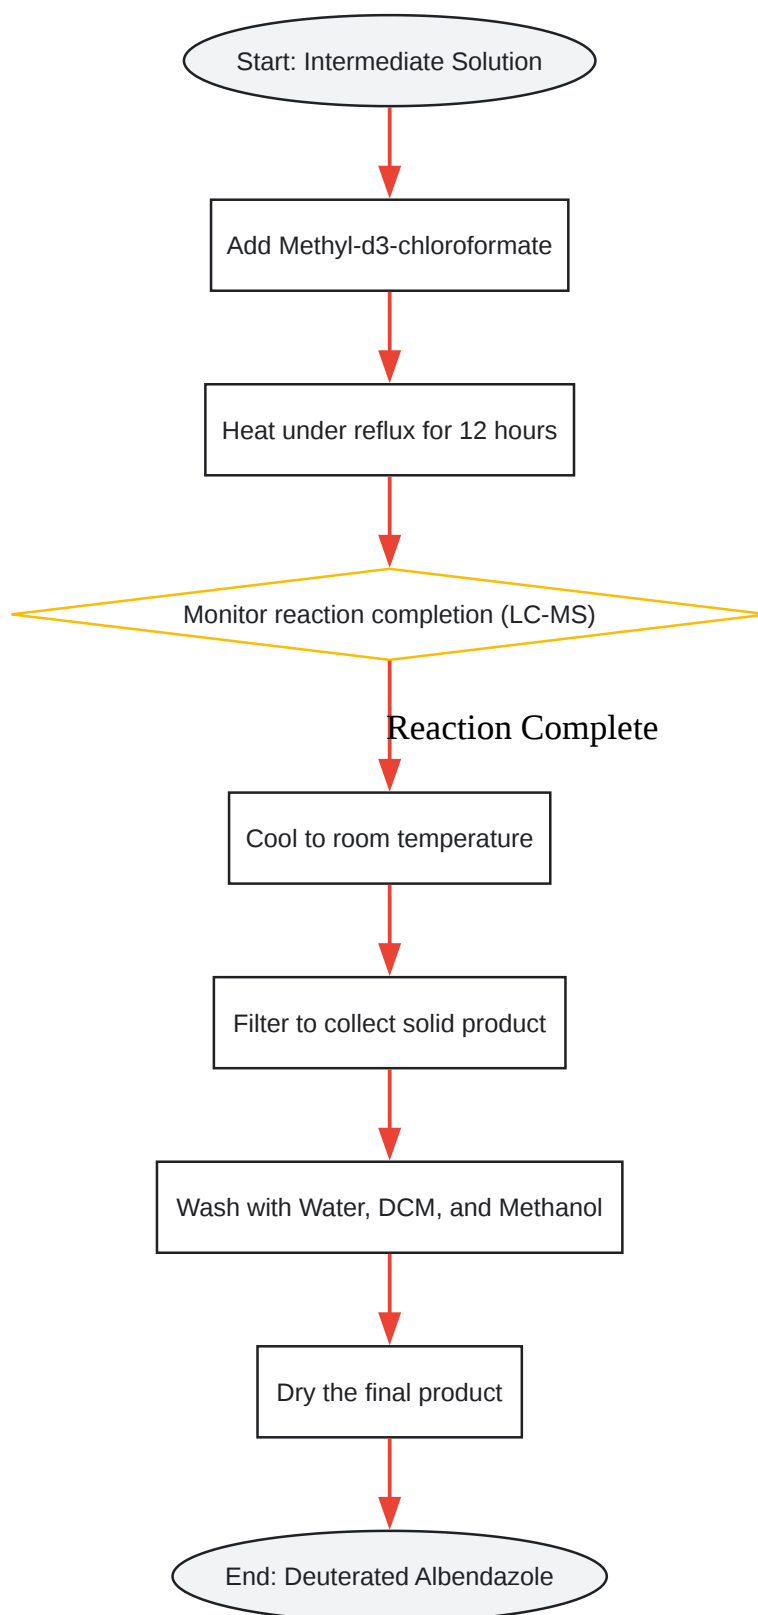 Start: Intermediate Solution
Add Methyl-d3-chloroformate
Heat under reflux for 12 hours
Monitor reaction completion (LC-MS)
Reaction Complete
Cool to room temperature
Filter to collect solid product
Wash with Water, DCM, and Methanol
Dry the final product
End: Deuterated Albendazole